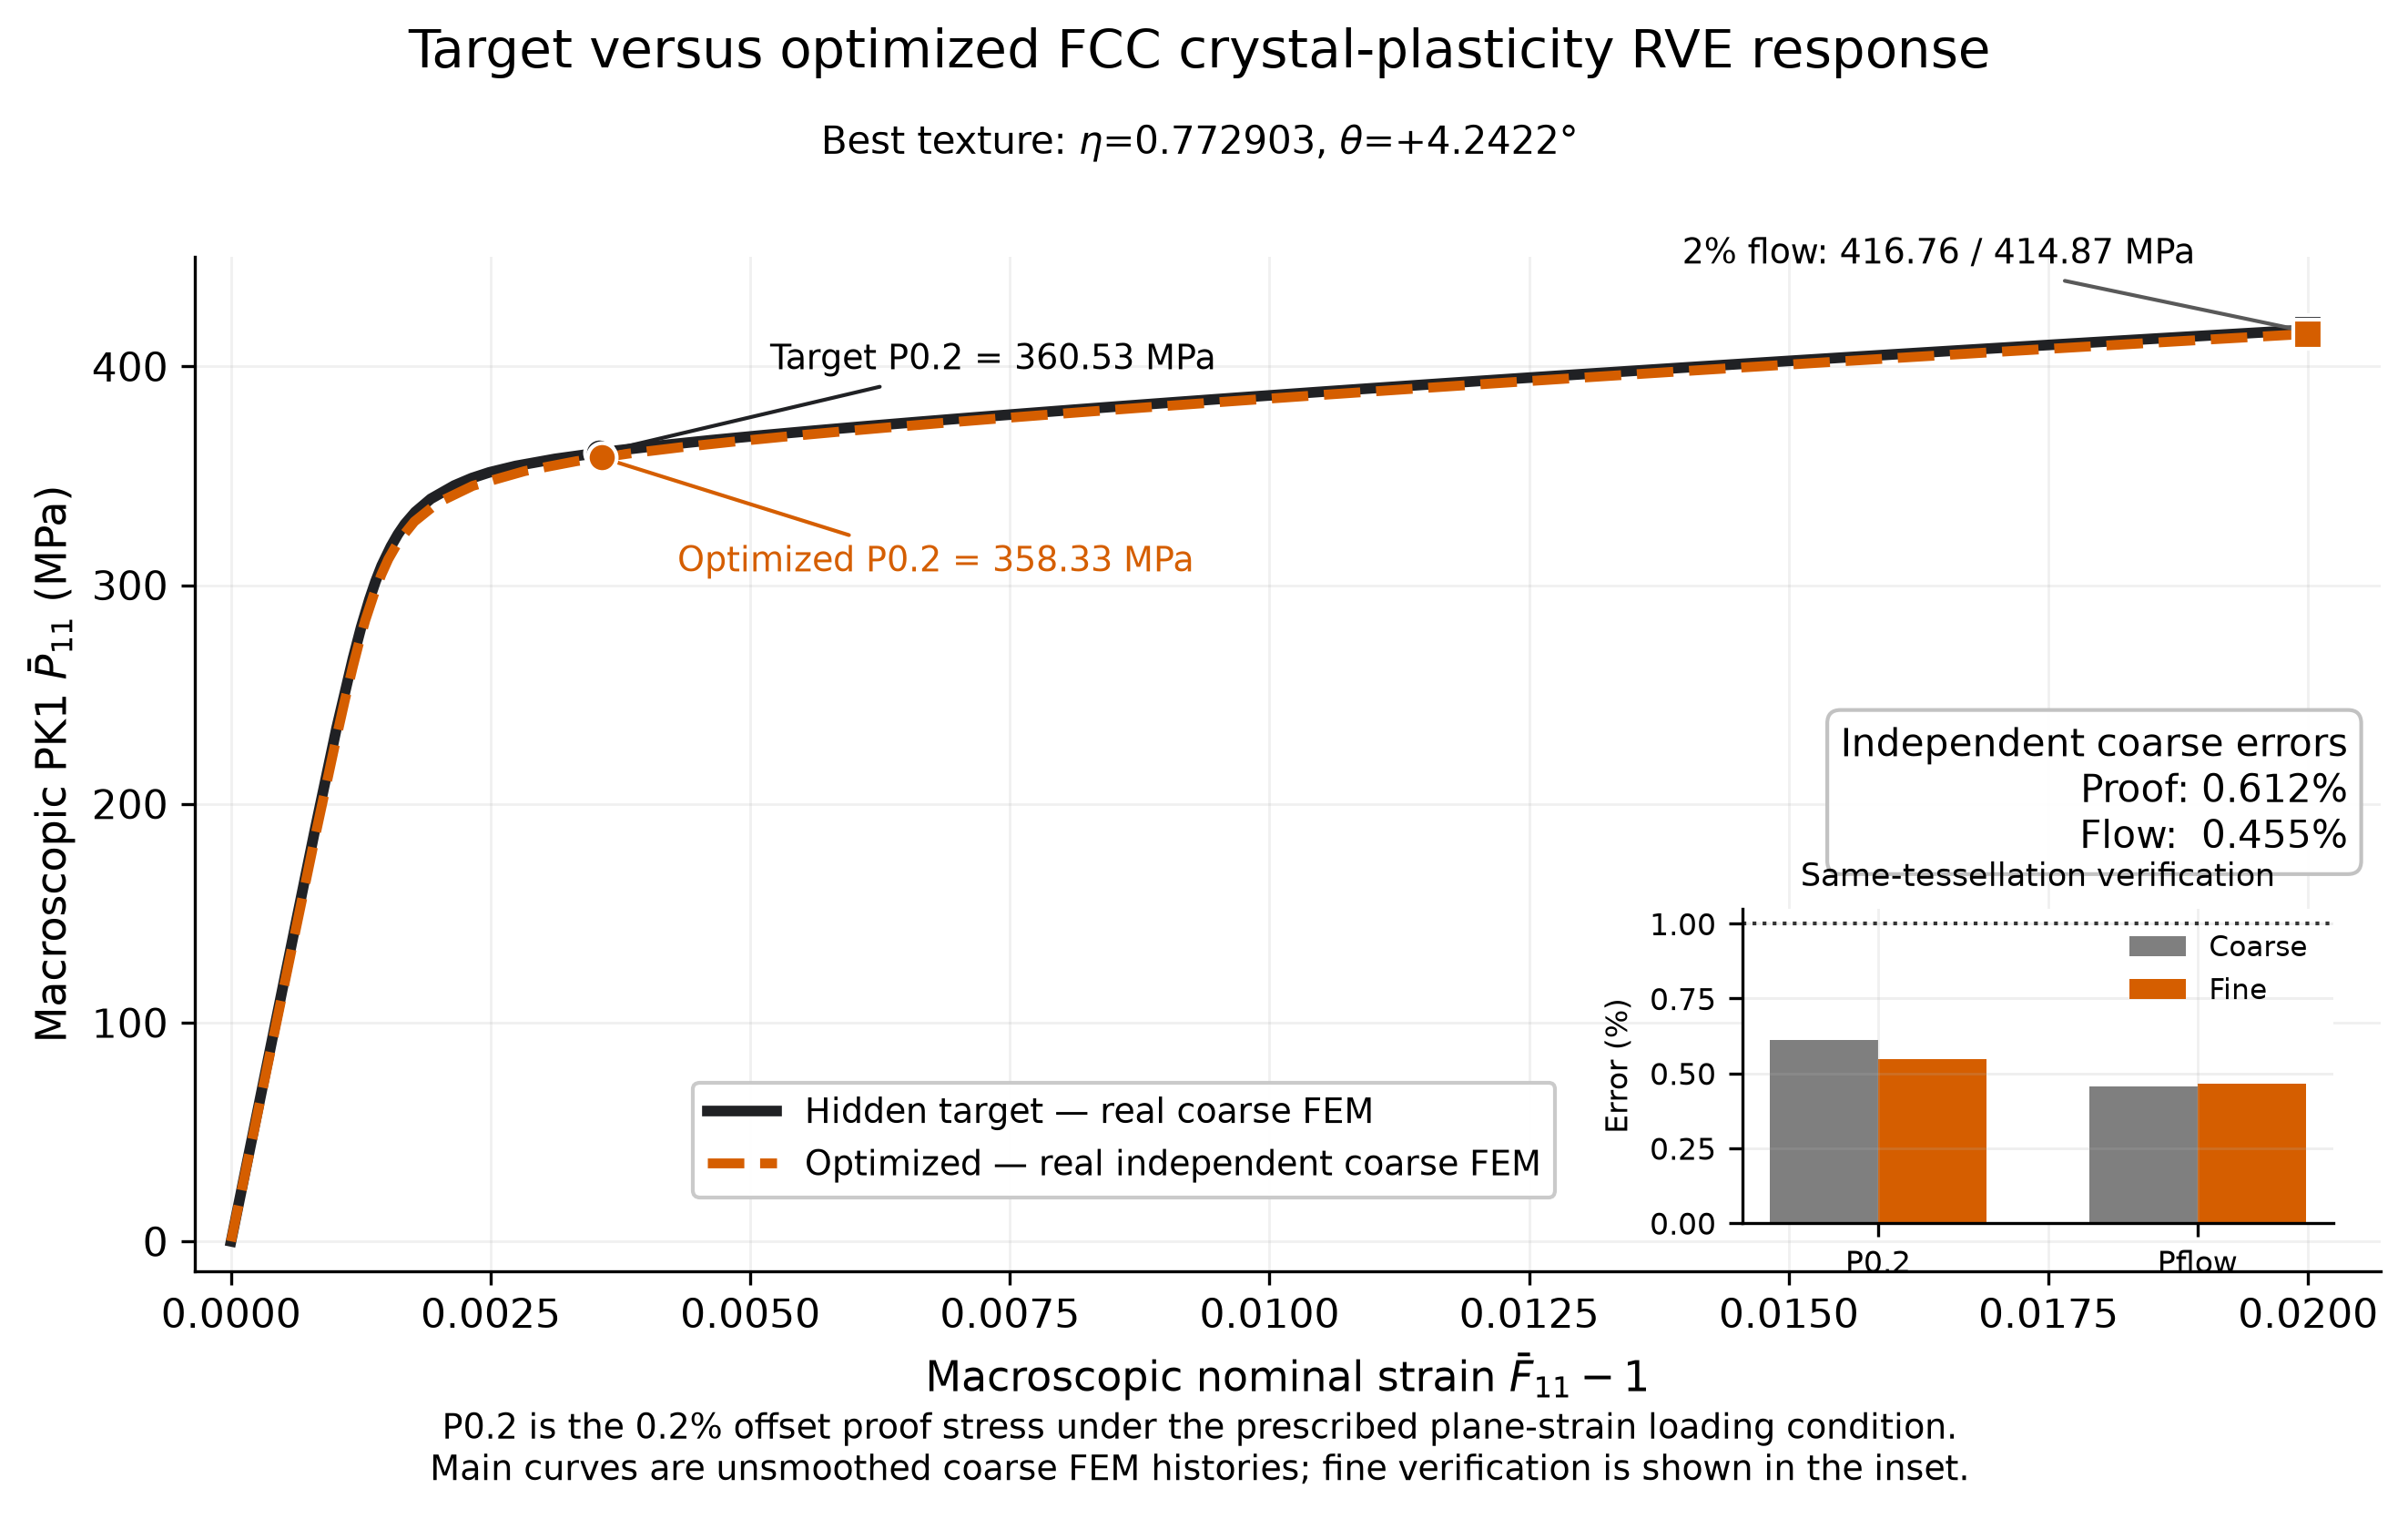 Target versus optimized FCC crystal-plasticity RVE response
Best texture: η=0.772903, θ=+4.2422°
2% flow: 416.76 / 414.87 MPa
Target P0.2 = 360.53 MPa
Optimized P0.2 = 358.33 MPa
Macroscopic PK1 P̄₁₁ (MPa)
400
300
200
100
0
Independent coarse errors
Proof: 0.612%
Flow: 0.455%
Same-tessellation verification
Error (%)
1.00
0.75
0.50
0.25
0.00
Coarse
Fine
P0.2 Pflow
Hidden target — real coarse FEM
Optimized — real independent coarse FEM
0.0000 0.0025 0.0050 0.0075 0.0100 0.0125 0.0150 0.0175 0.0200
Macroscopic nominal strain F̄₁₁ − 1
P0.2 is the 0.2% offset proof stress under the prescribed plane-strain loading condition.
Main curves are unsmoothed coarse FEM histories; fine verification is shown in the inset.